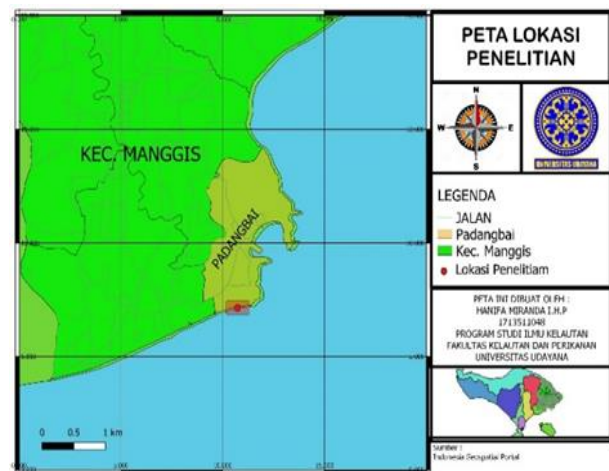 PETA LOKASI
PENELITIAN
N
W E
S
UNIVERSITAS UDAYANA
KEC. MANGGIS
PADANGBAI
LEGENDA
JALAN
Padangbai
Kec. Manggis
Lokasi Penelitiam
PETA INI DIBUAT OLEH :
HANIFA MIRANDA I.H.P
1713511048
PROGRAM STUDI ILMU KELAUTAN
FAKULTAS KELAUTAN DAN PERIKANAN
UNIVERSITAS UDAYANA
0 0.5 1 km
Sumber :
Indonesia Geospatial Portal